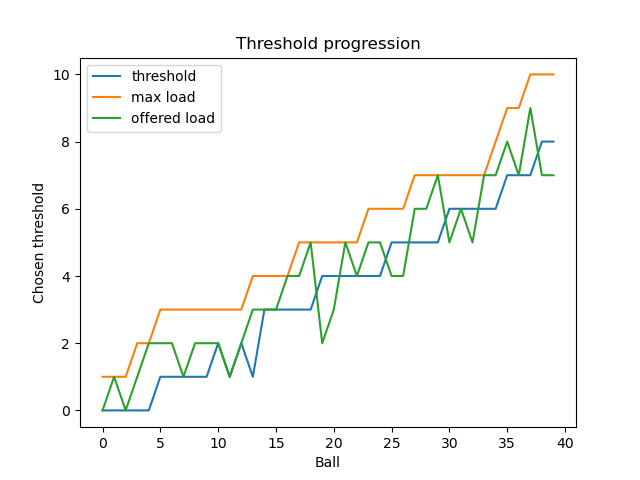 Threshold progression
threshold
max load
offered load
10
8
6
4
2
0
Chosen threshold
0 5 10 15 20 25 30 35 40
Ball